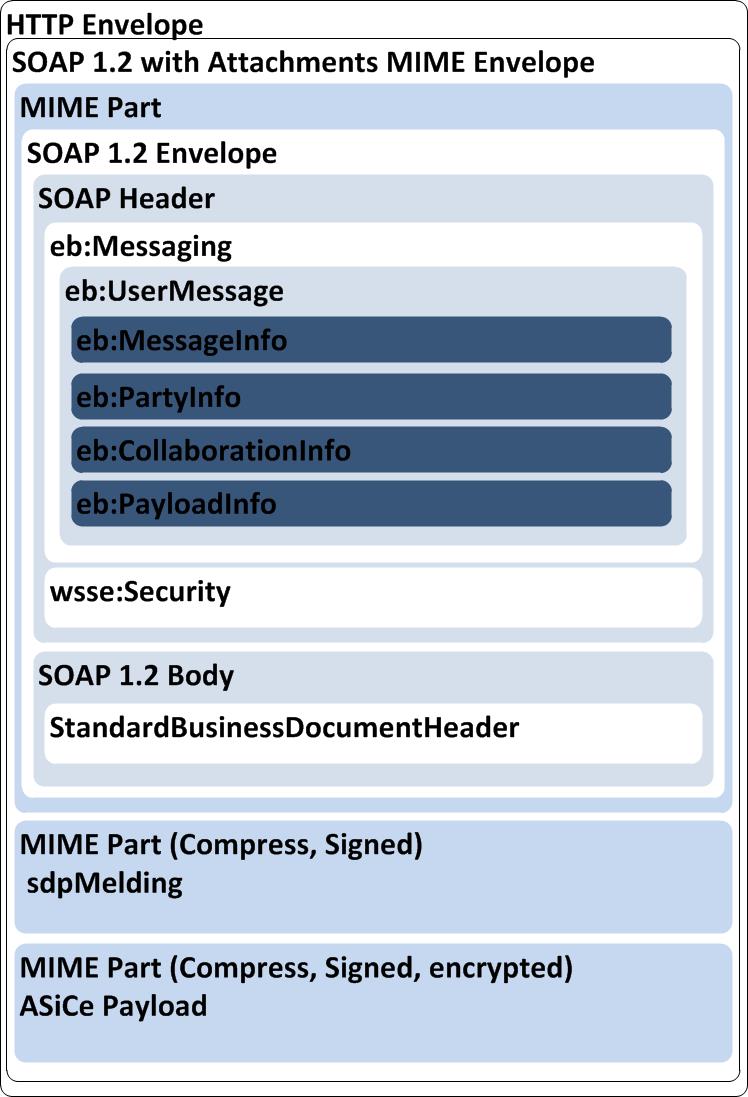 HTTP Envelope
SOAP 1.2 with Attachments MIME Envelope
MIME Part
SOAP 1.2 Envelope
SOAP Header
eb:Messaging
eb:UserMessage
eb:MessageInfo
eb:PartyInfo
eb:CollaborationInfo
eb:PayloadInfo
wsse:Security
SOAP 1.2 Body
StandardBusinessDocumentHeader
MIME Part (Compress, Signed)
sdpMelding
MIME Part (Compress, Signed, encrypted)
ASiCe Payload